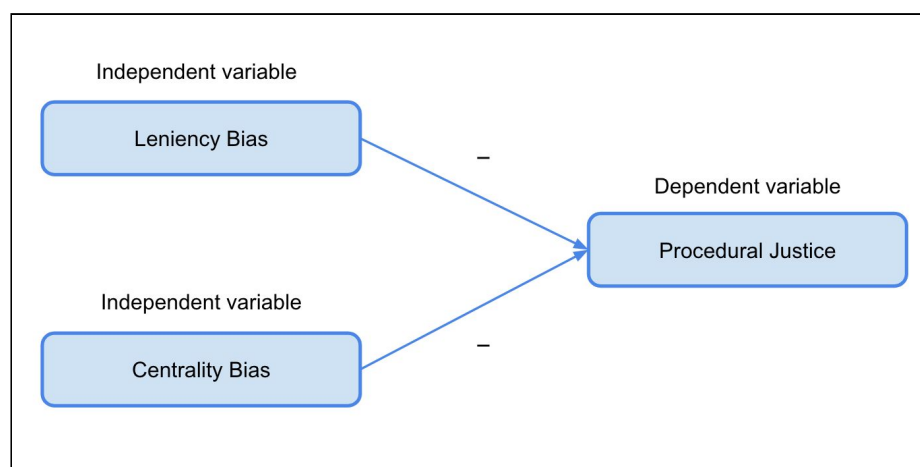 Independent variable
Leniency Bias
–
Dependent variable
Procedural Justice
Independent variable
Centrality Bias
–